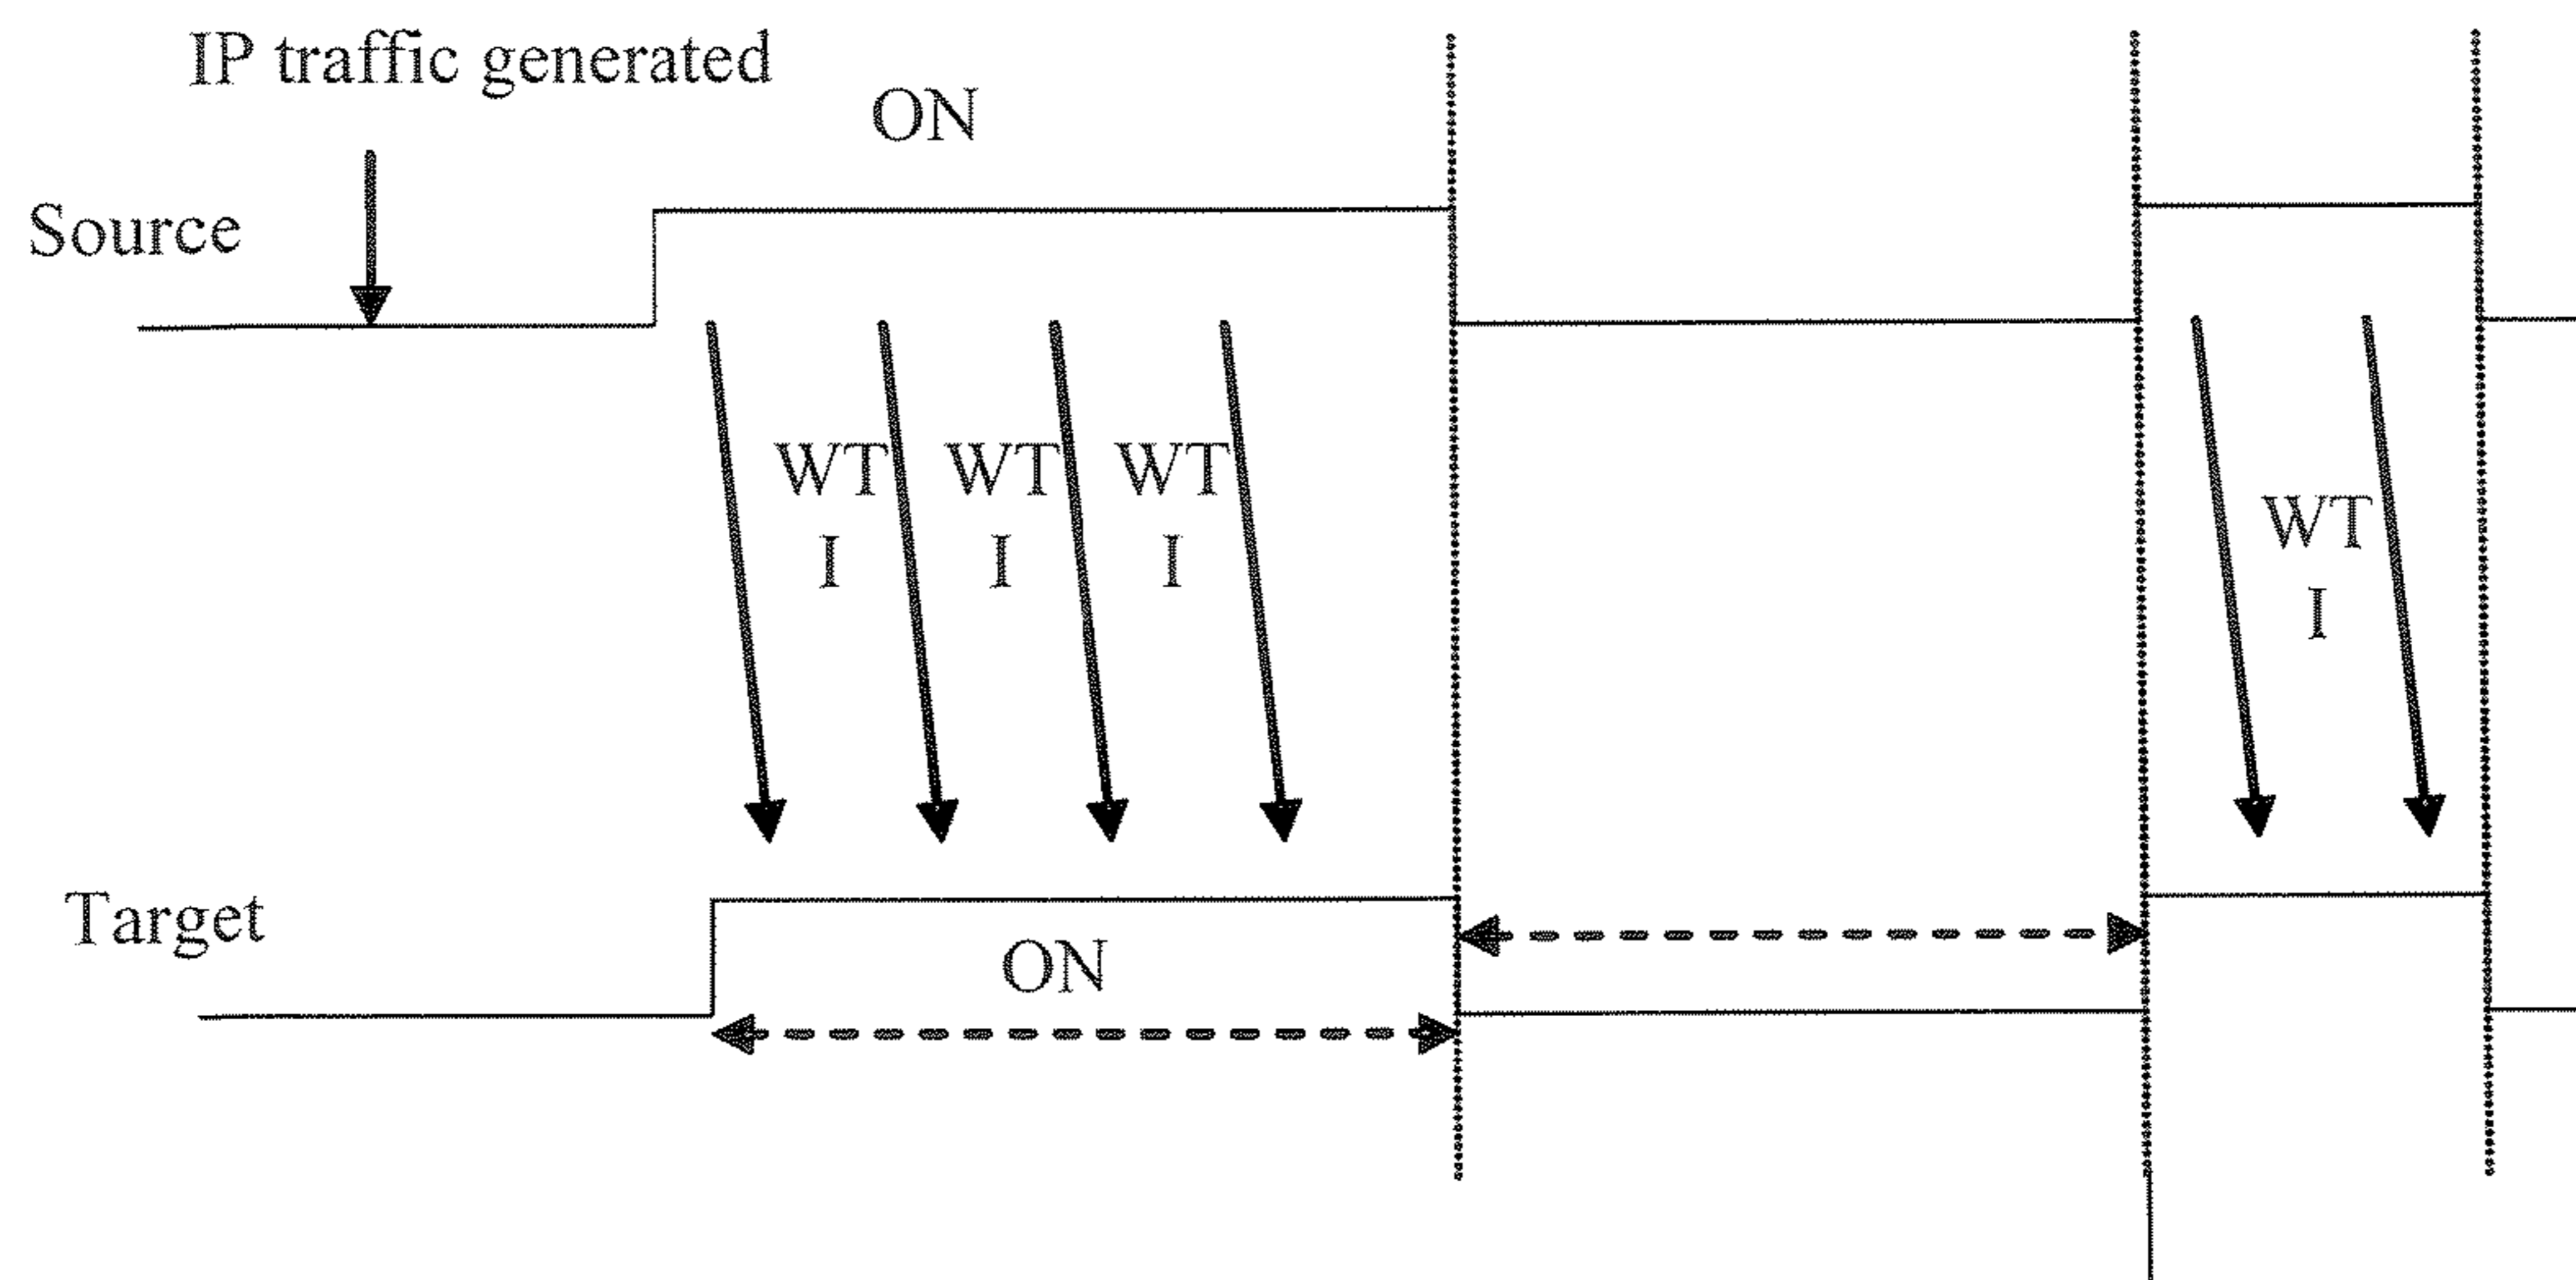 IP traffic generated
ON
Source
WT WT WT
I I I
WT
I
Target
ON